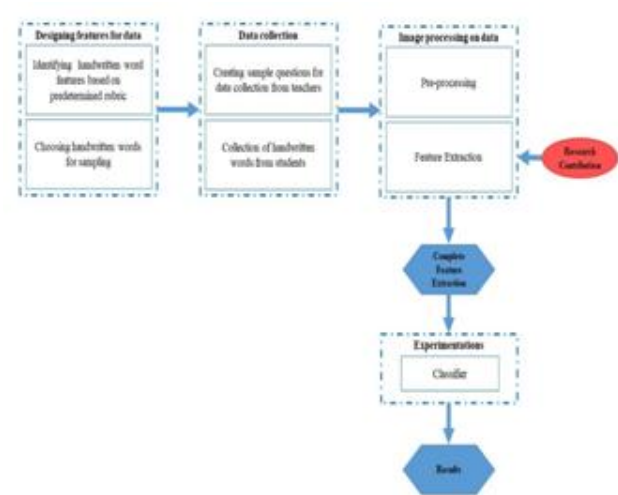 Designing features for data
Identifying handwritten word
features based on
predetermined rubric
Choosing handwritten words
for sampling
Data collection
Creating sample questions for
data collection from teachers
Collection of handwritten
words from students
Image processing on data
Pre-processing
Feature Extraction
Research
Contribution
Complete
Feature
Extraction
Experimentations
Classifier
Results